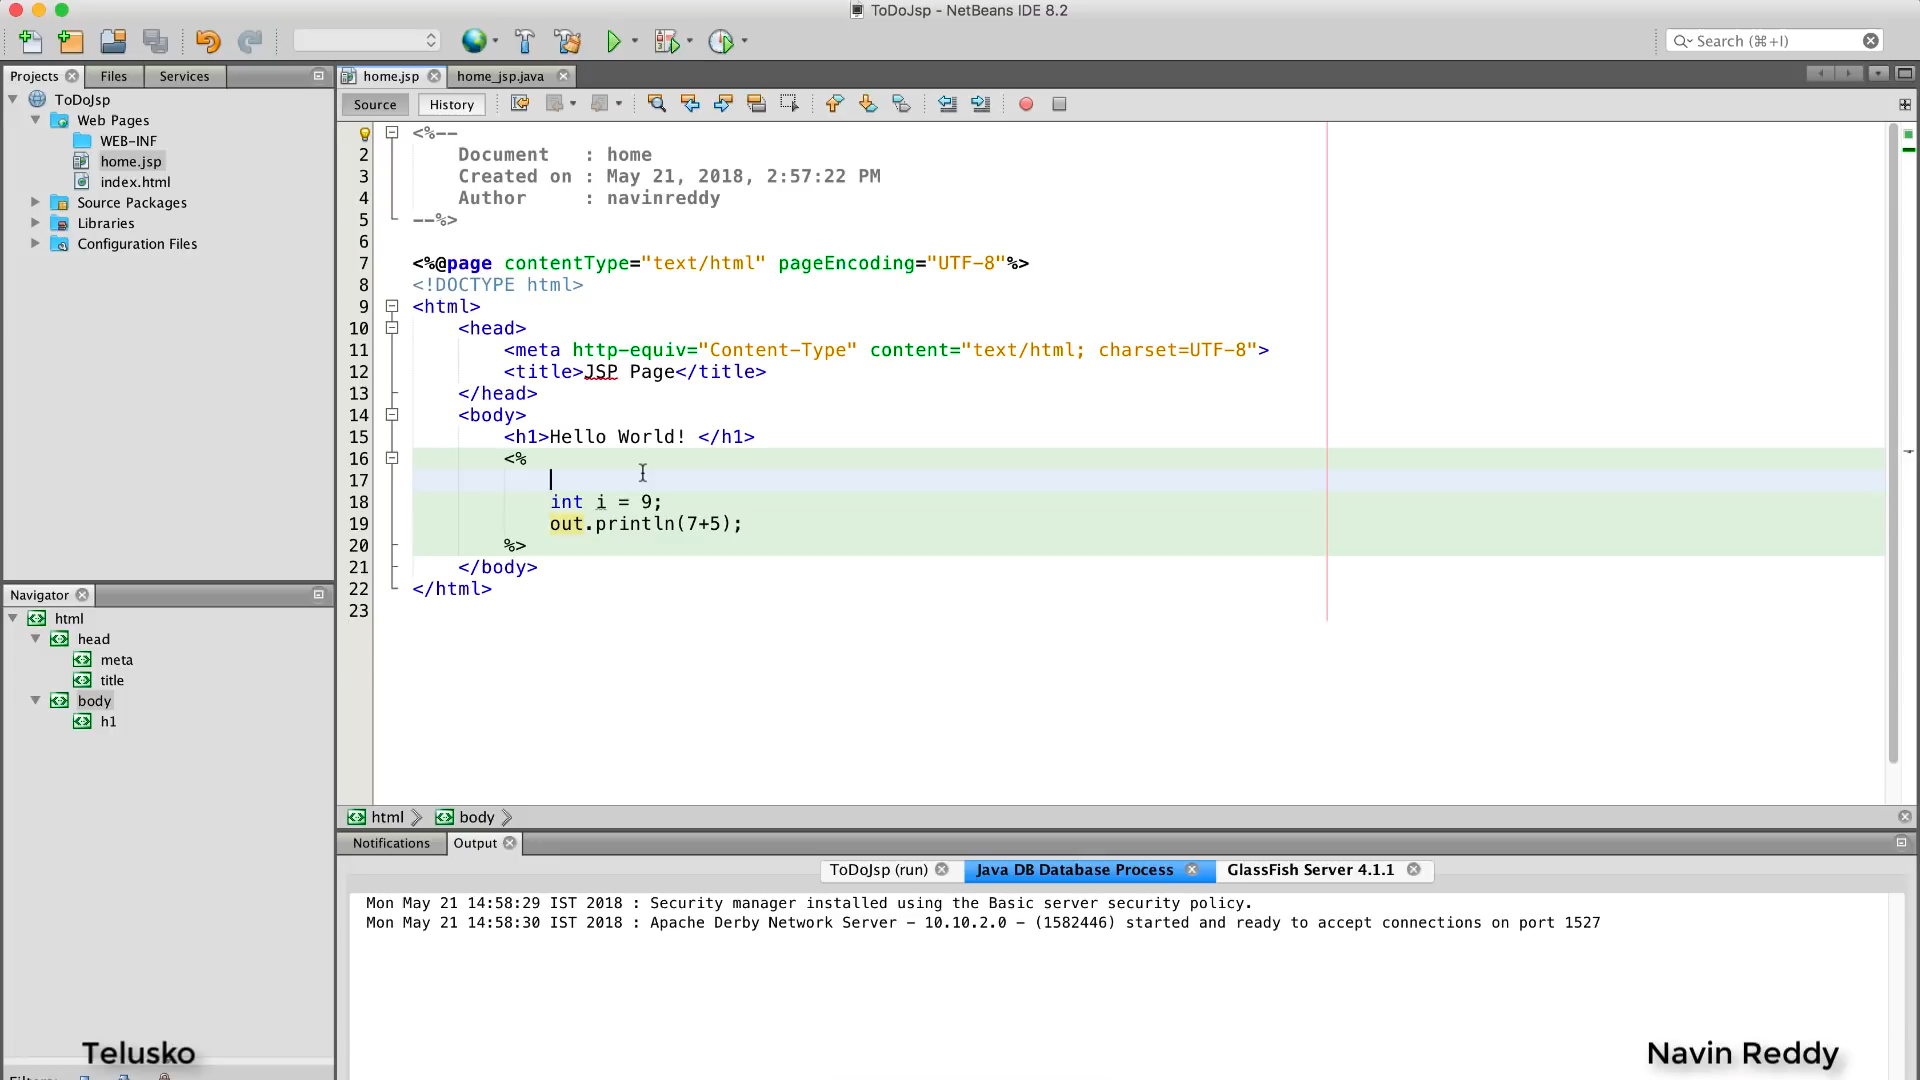 ToDoJsp - NetBeans IDE 8.2
Search (⌘+I)
Projects
Files
Services
home.jsp
home_jsp.java
Source
History
ToDoJsp
Web Pages
WEB-INF
home.jsp
index.html
Source Packages
Libraries
Configuration Files
<%--
2 Document : home
3 Created on : May 21, 2018, 2:57:22 PM
4 Author : navinreddy
5 --%>
6
7 <%@page contentType="text/html" pageEncoding="UTF-8"%>
8 <!DOCTYPE html>
9 <html>
10 <head>
11 <meta http-equiv="Content-Type" content="text/html; charset=UTF-8">
12 <title>JSP Page</title>
13 </head>
14 <body>
15 <h1>Hello World! </h1>
16 <%
17
18 int i = 9;
19 out.println(7+5);
20 %>
21 </body>
22 </html>
23
Navigator
html
head
meta
title
body
h1
html
body
Notifications
Output
ToDoJsp (run)
Java DB Database Process
GlassFish Server 4.1.1
Mon May 21 14:58:29 IST 2018 : Security manager installed using the Basic server security policy.
Mon May 21 14:58:30 IST 2018 : Apache Derby Network Server - 10.10.2.0 - (1582446) started and ready to accept connections on port 1527
Telusko
Navin Reddy